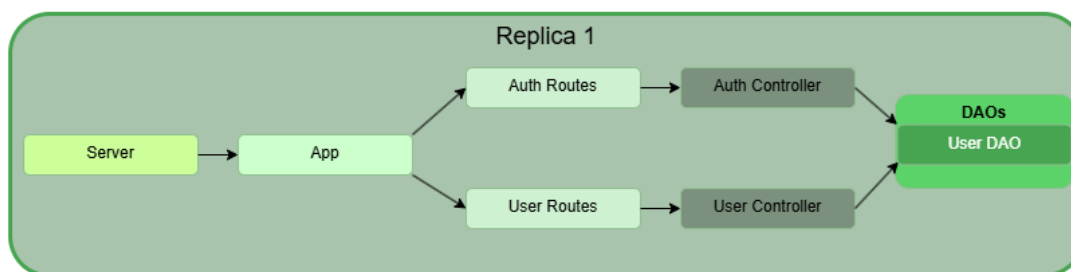 Replica 1
Auth Routes
Auth Controller
DAOs
User DAO
Server
App
User Routes
User Controller